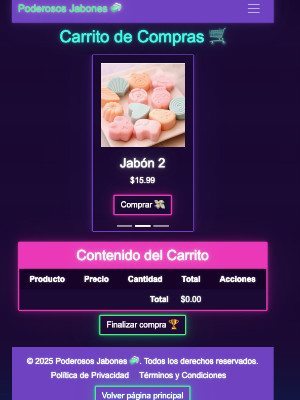 Poderosos Jabones 🧼
Carrito de Compras 🛒
Jabón 2
$15.99
Comprar 💸
Contenido del Carrito
Producto Precio Cantidad Total Acciones
Total $0.00
Finalizar compra 🏆
© 2025 Poderosos Jabones 🧼. Todos los derechos reservados.
Política de Privacidad Términos y Condiciones
Volver página principal